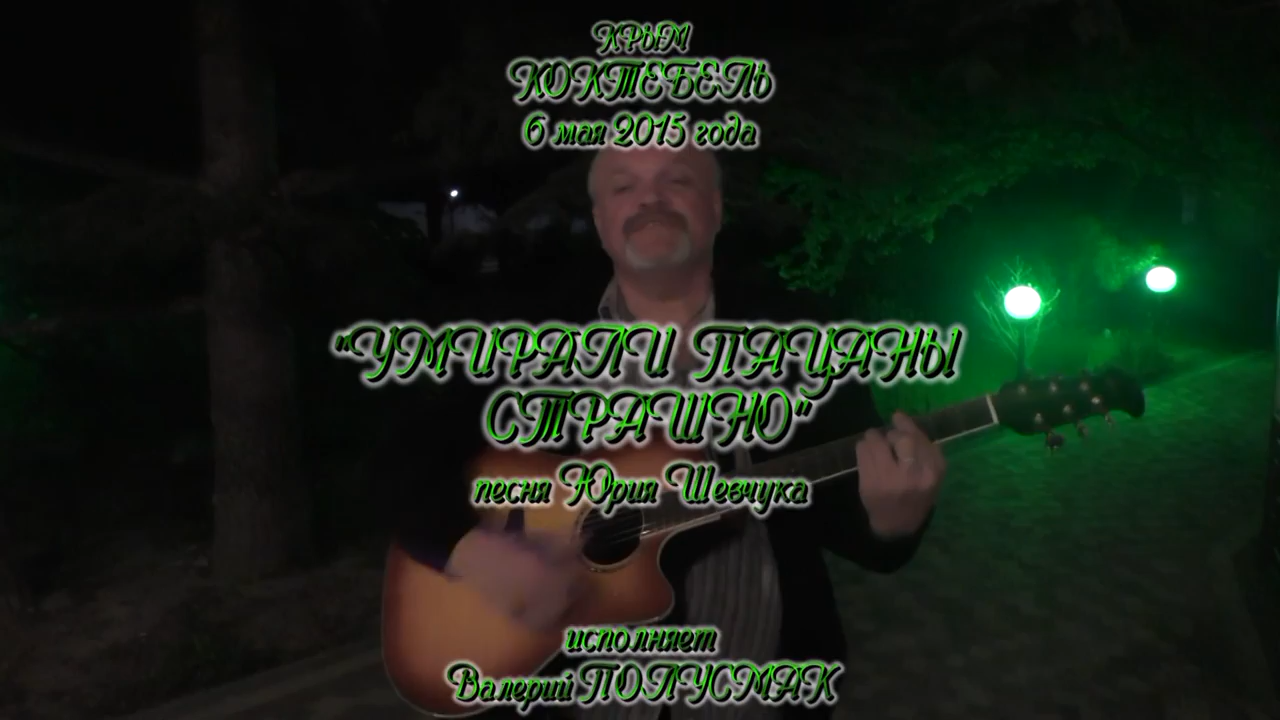 КРЫМ
КОКТЕБЕЛЬ
6 мая 2015 года
"УМИРАЛИ ПАЦАНЫ
СТРАШНО"
песня Юрия Шевчука
исполняет
Валерий ПОЛУСМАК